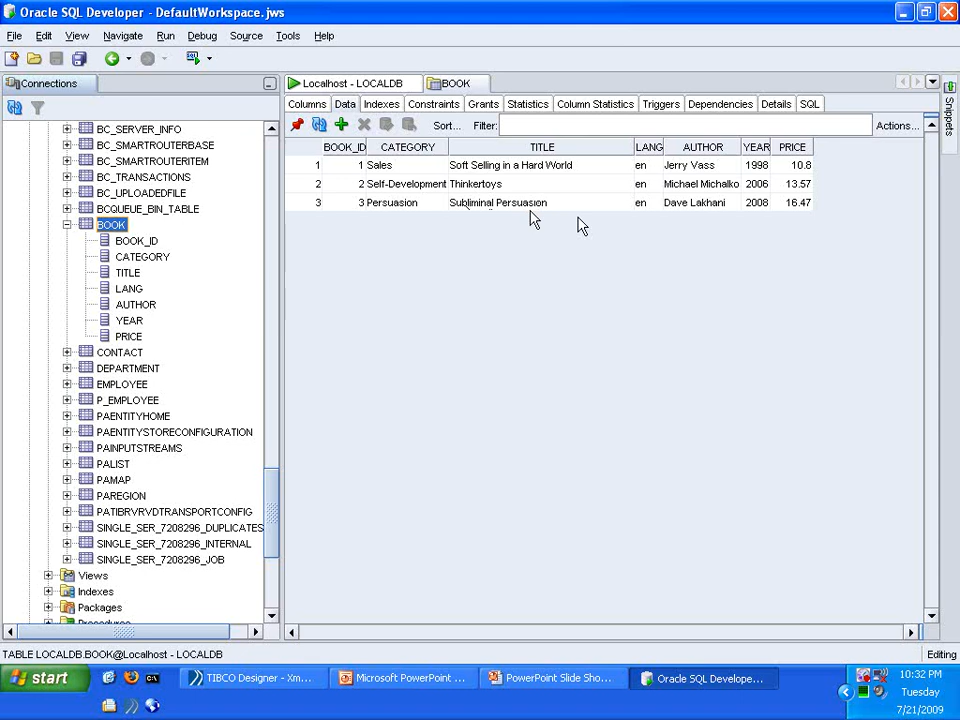 Oracle SQL Developer - DefaultWorkspace.jws
File Edit View Navigate Run Debug Source Tools Help
Connections
Localhost - LOCALDB BOOK
Snippets
Columns Data Indexes Constraints Grants Statistics Column Statistics Triggers Dependencies Details SQL
Sort... Filter: Actions...
BC_SERVER_INFO
BC_SMARTROUTERBASE
BC_SMARTROUTERITEM
BC_TRANSACTIONS
BC_UPLOADEDFILE
BCQUEUE_BIN_TABLE
BOOK
BOOK_ID
CATEGORY
TITLE
LANG
AUTHOR
YEAR
PRICE
CONTACT
DEPARTMENT
EMPLOYEE
P_EMPLOYEE
PAENTITYHOME
PAENTITYSTORECONFIGURATION
PAINPUTSTREAMS
PALIST
PAMAP
PAREGION
PATIBRVRVDTRANSPORTCONFIG
SINGLE_SER_7208296_DUPLICATES
SINGLE_SER_7208296_INTERNAL
SINGLE_SER_7208296_JOB
Views
Indexes
Packages
Procedures
BOOK_ID CATEGORY TITLE LANG AUTHOR YEAR PRICE
1 1 Sales Soft Selling in a Hard World en Jerry Vass 1998 10.8
2 2 Self-Development Thinkertoys en Michael Michalko 2006 13.57
3 3 Persuasion Subliminal Persuasion en Dave Lakhani 2008 16.47
TABLE LOCALDB.BOOK@Localhost - LOCALDB Editing
start TIBCO Designer - Xm... Microsoft PowerPoint ... PowerPoint Slide Sho... Oracle SQL Develope...
10:32 PM
Tuesday
7/21/2009